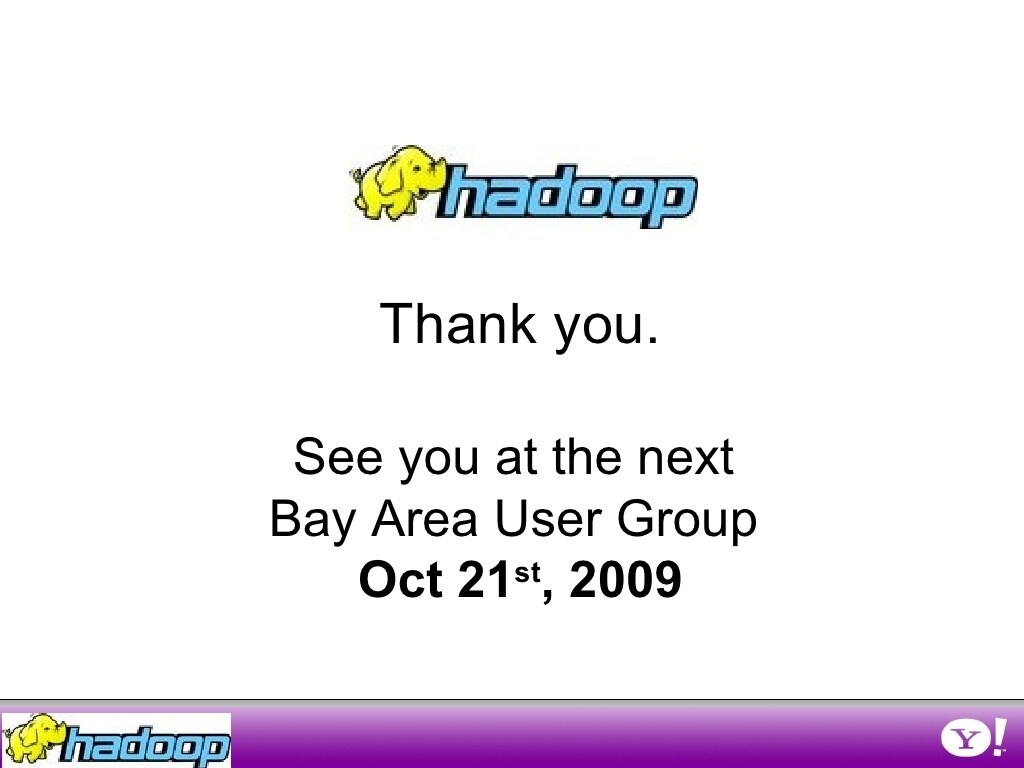 hadoop
Thank you.
See you at the next
Bay Area User Group
Oct 21st, 2009
hadoop
Y!